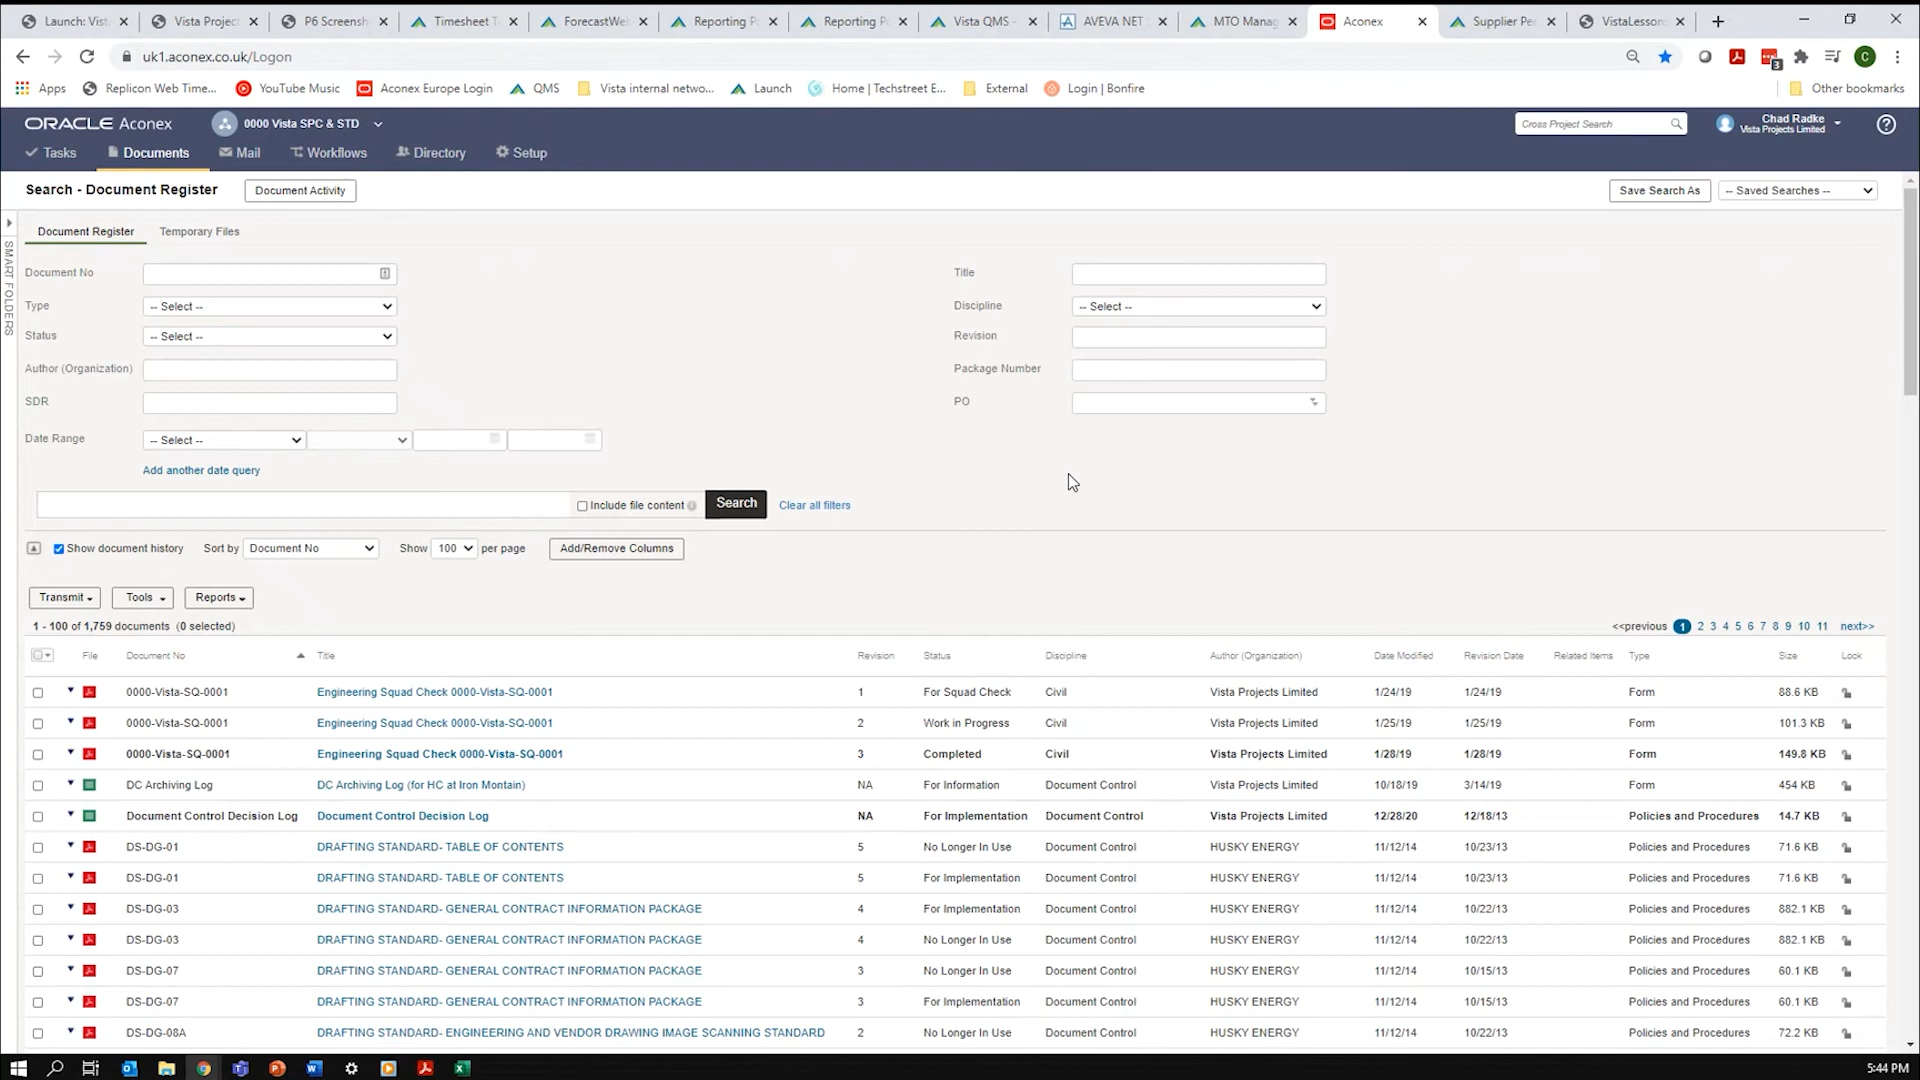 Launch: Vist
Vista Project
P6 Screensh
Timesheet T
ForecastWeb
Reporting P
Reporting P
Vista QMS -
AVEVA NET
MTO Manag
Aconex
Supplier Pe
VistaLesson
uk1.aconex.co.uk/Logon
3
C
Apps
Replicon Web Time...
YouTube Music
Aconex Europe Login
QMS
Vista internal netwo...
Launch
Home | Techstreet E...
External
Login | Bonfire
Other bookmarks
ORACLE Aconex
0000 Vista SPC & STD
Cross Project Search
Chad Radke
Vista Projects Limited
Tasks
Documents
Mail
Workflows
Directory
Setup
Search - Document Register
Document Activity
Save Search As
-- Saved Searches --
SMART FOLDERS
Document Register
Temporary Files
Document No
Title
Type -- Select --
Discipline -- Select --
Status -- Select --
Revision
Author (Organization)
Package Number
SDR
PO
Date Range -- Select --
Add another date query
Include file content
Search
Clear all filters
Show document history
Sort by Document No
Show 100 per page
Add/Remove Columns
Transmit
Tools
Reports
1 - 100 of 1,759 documents (0 selected)
<<previous 1 2 3 4 5 6 7 8 9 10 11 next>>
File Document No Title Revision Status Discipline Author (Organization) Date Modified Revision Date Related Items Type Size Lock
0000-Vista-SQ-0001 Engineering Squad Check 0000-Vista-SQ-0001 1 For Squad Check Civil Vista Projects Limited 1/24/19 1/24/19 Form 88.6 KB
0000-Vista-SQ-0001 Engineering Squad Check 0000-Vista-SQ-0001 2 Work in Progress Civil Vista Projects Limited 1/25/19 1/25/19 Form 101.3 KB
0000-Vista-SQ-0001 Engineering Squad Check 0000-Vista-SQ-0001 3 Completed Civil Vista Projects Limited 1/28/19 1/28/19 Form 149.8 KB
DC Archiving Log DC Archiving Log (for HC at Iron Montain) NA For Information Document Control Vista Projects Limited 10/18/19 3/14/19 Form 454 KB
Document Control Decision Log Document Control Decision Log NA For Implementation Document Control Vista Projects Limited 12/28/20 12/18/13 Policies and Procedures 14.7 KB
DS-DG-01 DRAFTING STANDARD- TABLE OF CONTENTS 5 No Longer In Use Document Control HUSKY ENERGY 11/12/14 10/23/13 Policies and Procedures 71.6 KB
DS-DG-01 DRAFTING STANDARD- TABLE OF CONTENTS 5 For Implementation Document Control HUSKY ENERGY 11/12/14 10/23/13 Policies and Procedures 71.6 KB
DS-DG-03 DRAFTING STANDARD- GENERAL CONTRACT INFORMATION PACKAGE 4 For Implementation Document Control HUSKY ENERGY 11/12/14 10/22/13 Policies and Procedures 882.1 KB
DS-DG-03 DRAFTING STANDARD- GENERAL CONTRACT INFORMATION PACKAGE 4 No Longer In Use Document Control HUSKY ENERGY 11/12/14 10/22/13 Policies and Procedures 882.1 KB
DS-DG-07 DRAFTING STANDARD- GENERAL CONTRACT INFORMATION PACKAGE 3 No Longer In Use Document Control HUSKY ENERGY 11/12/14 10/15/13 Policies and Procedures 60.1 KB
DS-DG-07 DRAFTING STANDARD- GENERAL CONTRACT INFORMATION PACKAGE 3 For Implementation Document Control HUSKY ENERGY 11/12/14 10/15/13 Policies and Procedures 60.1 KB
DS-DG-08A DRAFTING STANDARD- ENGINEERING AND VENDOR DRAWING IMAGE SCANNING STANDARD 2 No Longer In Use Document Control HUSKY ENERGY 11/12/14 10/22/13 Policies and Procedures 72.2 KB
5:44 PM